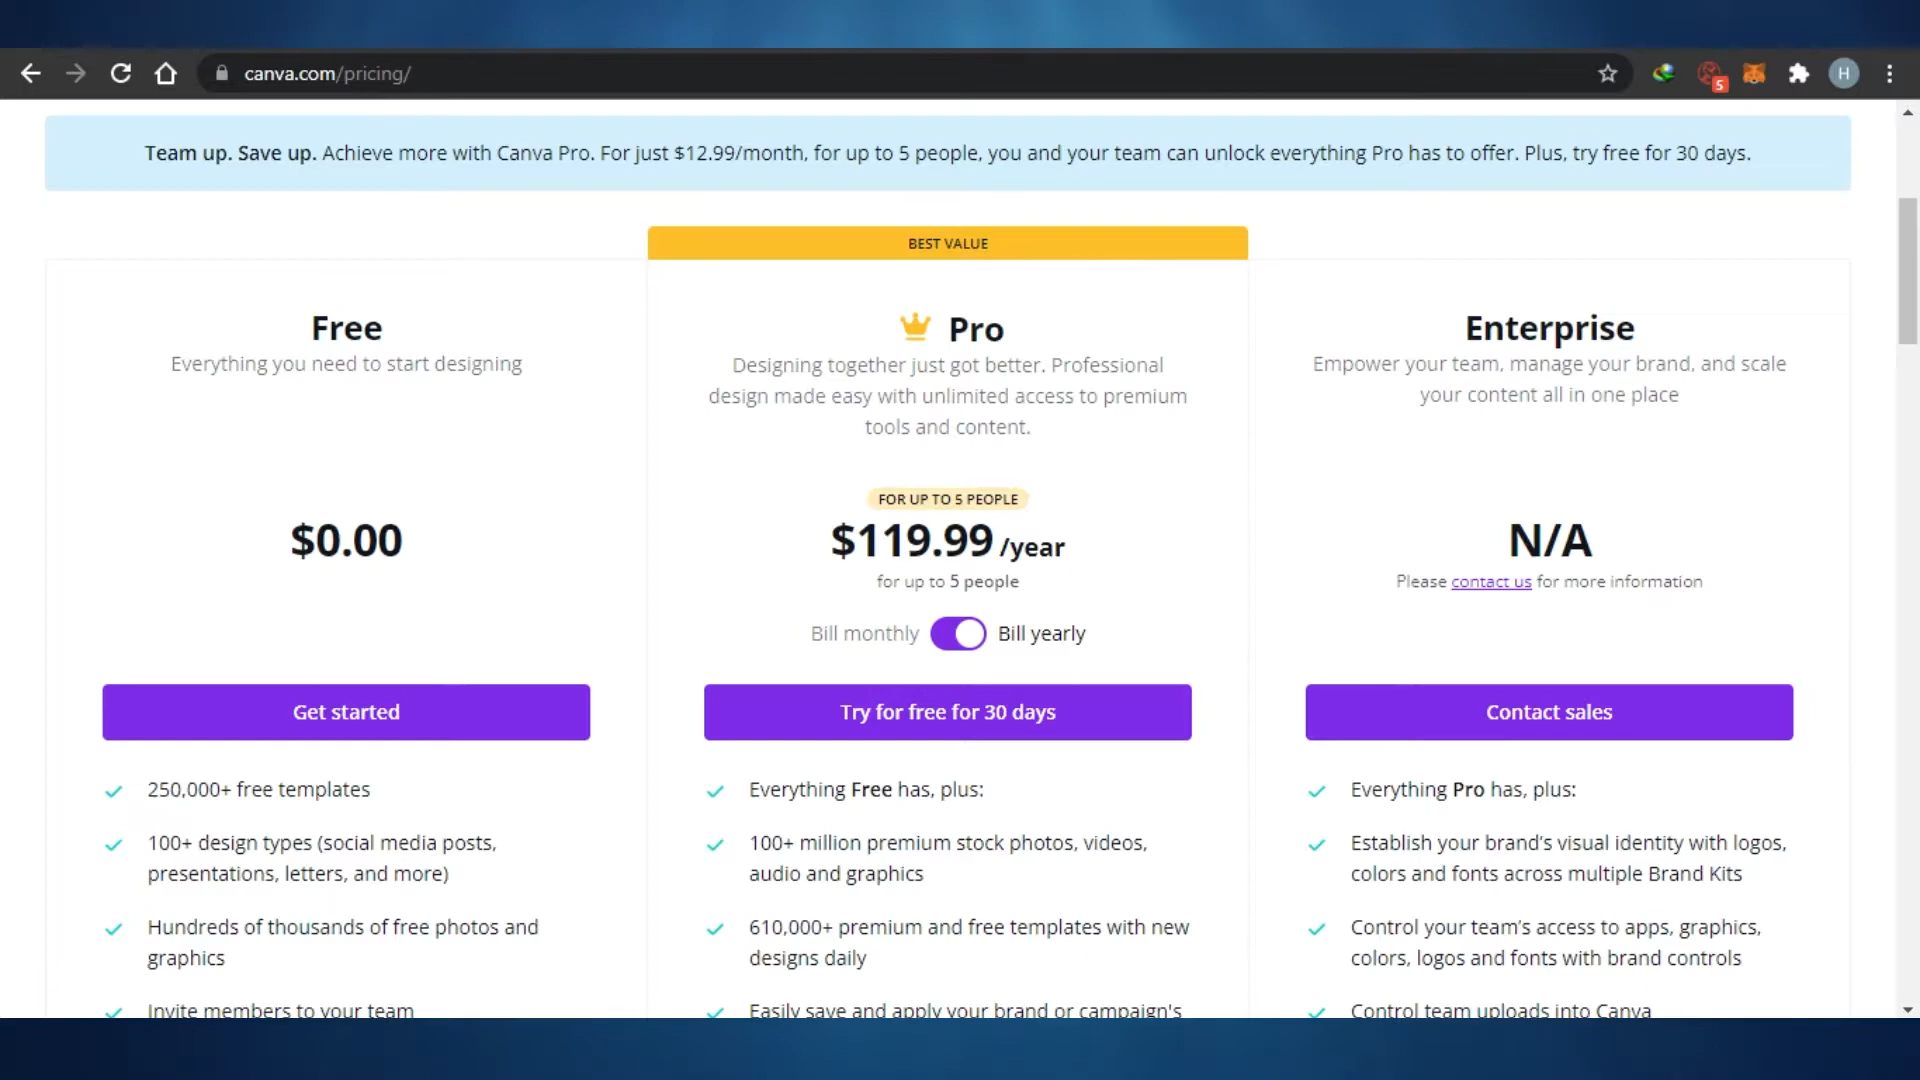 canva.com/pricing/
5
H
Team up. Save up. Achieve more with Canva Pro. For just $12.99/month, for up to 5 people, you and your team can unlock everything Pro has to offer. Plus, try free for 30 days.
BEST VALUE
Free
Everything you need to start designing
$0.00
Get started
250,000+ free templates
100+ design types (social media posts,
presentations, letters, and more)
Hundreds of thousands of free photos and
graphics
Invite members to your team
Pro
Designing together just got better. Professional
design made easy with unlimited access to premium
tools and content.
FOR UP TO 5 PEOPLE
$119.99 /year
for up to 5 people
Bill monthly
Bill yearly
Try for free for 30 days
Everything Free has, plus:
100+ million premium stock photos, videos,
audio and graphics
610,000+ premium and free templates with new
designs daily
Easily save and apply your brand or campaign's
Enterprise
Empower your team, manage your brand, and scale
your content all in one place
N/A
Please contact us for more information
Contact sales
Everything Pro has, plus:
Establish your brand’s visual identity with logos,
colors and fonts across multiple Brand Kits
Control your team’s access to apps, graphics,
colors, logos and fonts with brand controls
Control team uploads into Canva